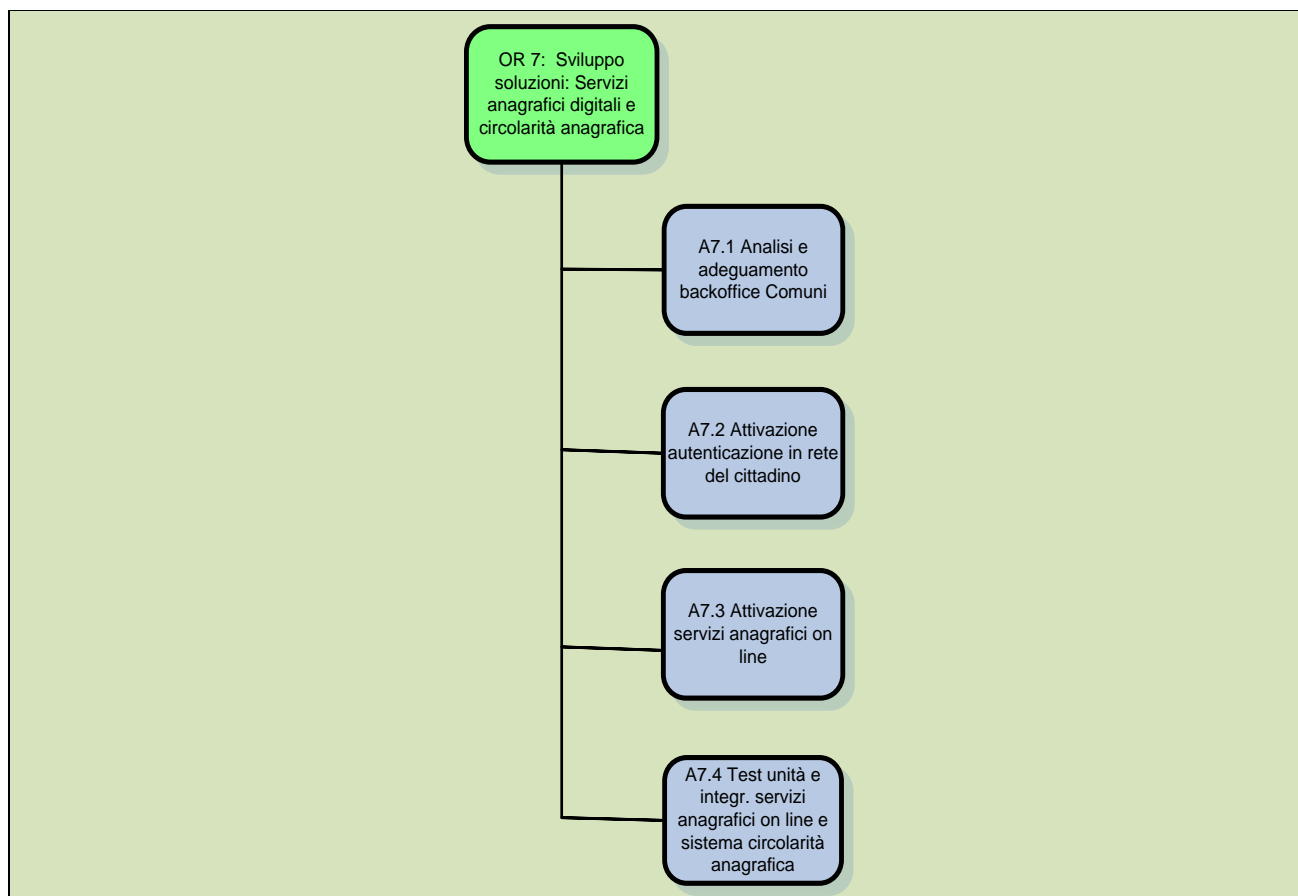 OR 7:  Sviluppo
soluzioni: Servizi
anagrafici digitali e
circolarità anagrafica
A7.1 Analisi e
adeguamento
backoffice Comuni
A7.2 Attivazione
autenticazione in rete
del cittadino
A7.3 Attivazione
servizi anagrafici on
line
A7.4 Test unità e
integr. servizi
anagrafici on line e
sistema circolarità
anagrafica